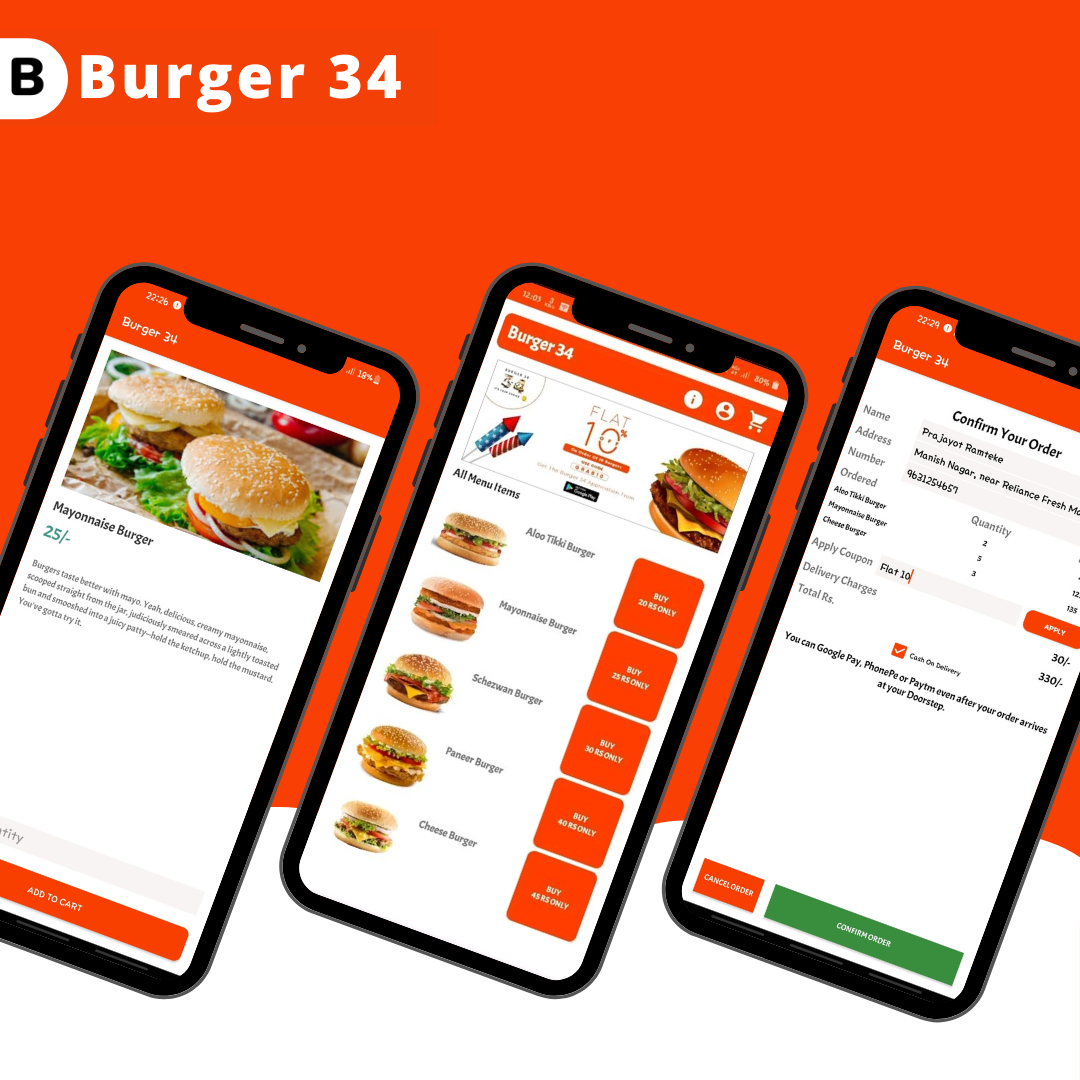 B Burger 34
22:26
18%
Burger 34
Mayonnaise Burger
25/-
Burgers taste better with mayo. Yeah, delicious, creamy mayonnaise,
scooped straight from the jar, judiciously smeared across a lightly toasted
bun and smooshed into a juicy patty—hold the ketchup, hold the mustard.
You've gotta try it.
ntity
ADD TO CART
12:03
80%
Burger 34
BURGER 34
FLAT
10%
USE CODE
Get The Burger 34 Application From
Google Play
All Menu Items
Aloo Tikki Burger
BUY
20 RS ONLY
Mayonnaise Burger
BUY
25 RS ONLY
Schezwan Burger
BUY
30 RS ONLY
Paneer Burger
BUY
40 RS ONLY
Cheese Burger
BUY
45 RS ONLY
22:29
Burger 34
Confirm Your Order
Name Prajayot Ramteke
Address Manish Nagar, near Reliance Fresh Ma
Number 9631254657
Ordered Quantity
Aloo Tikki Burger 2
Mayonnaise Burger 5
Cheese Burger 3
135
Apply Coupon Flat 10
APPLY
Delivery Charges 30/-
Total Rs. 330/-
Cash On Delivery
You can Google Pay, PhonePe or Paytm even after your order arrives
at your Doorstep.
CANCEL ORDER
CONFIRM ORDER